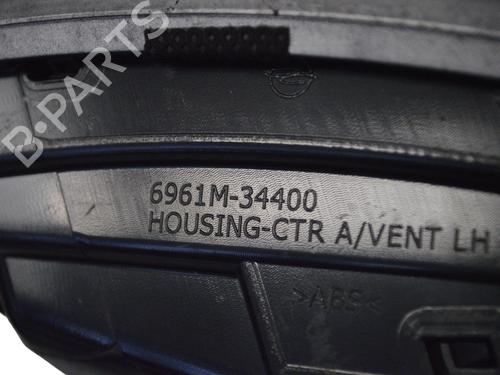 B-PARTS
6961M-34400
HOUSING-CTR A/VENT LH
>ABS<